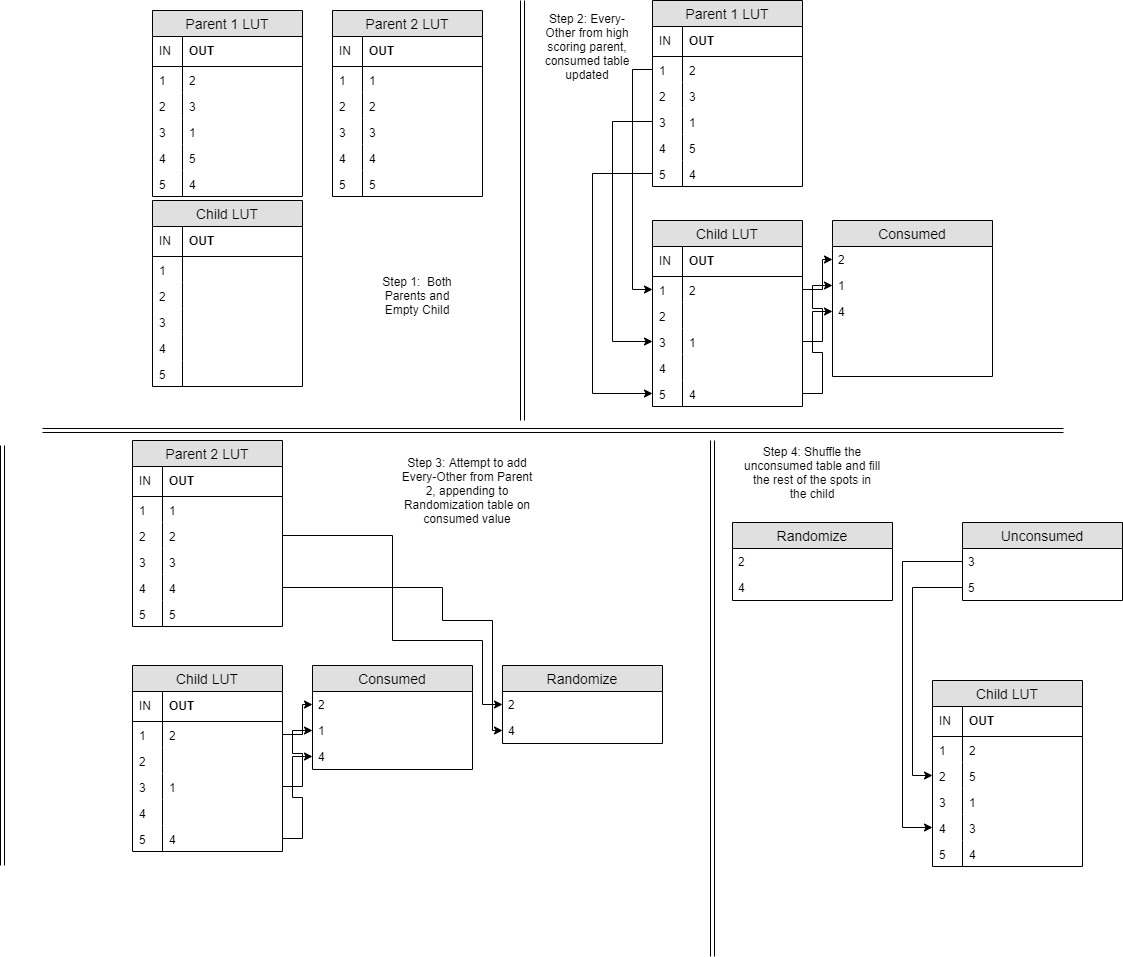 Parent 1 LUT
IN OUT
1 2
2 3
3 1
4 5
5 4
Parent 2 LUT
IN OUT
1 1
2 2
3 3
4 4
5 5
Child LUT
IN OUT
1
2
3
4
5
Step 1: Both
Parents and
Empty Child
Step 2: Every-
Other from high
scoring parent,
consumed table
updated
Parent 1 LUT
IN OUT
1 2
2 3
3 1
4 5
5 4
Child LUT
IN OUT
1 2
2
3 1
4
5 4
Consumed
2
1
4
Parent 2 LUT
IN OUT
1 1
2 2
3 3
4 4
5 5
Step 3: Attempt to add
Every-Other from Parent
2, appending to
Randomization table on
consumed value
Child LUT
IN OUT
1 2
2
3 1
4
5 4
Consumed
2
1
4
Randomize
2
4
Step 4: Shuffle the
unconsumed table and fill
the rest of the spots in
the child
Randomize
2
4
Unconsumed
3
5
Child LUT
IN OUT
1 2
2 5
3 1
4 3
5 4